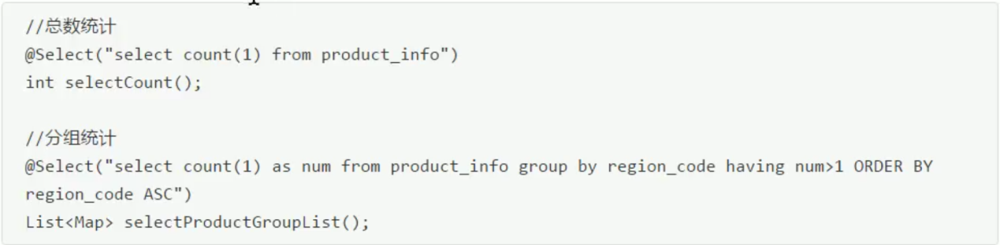 //总数统计
@Select("select count(1) from product_info")
int selectCount();
//分组统计
@Select("select count(1) as num from product_info group by region_code having num>1 ORDER BY
region_code ASC")
List<Map> selectProductGroupList();